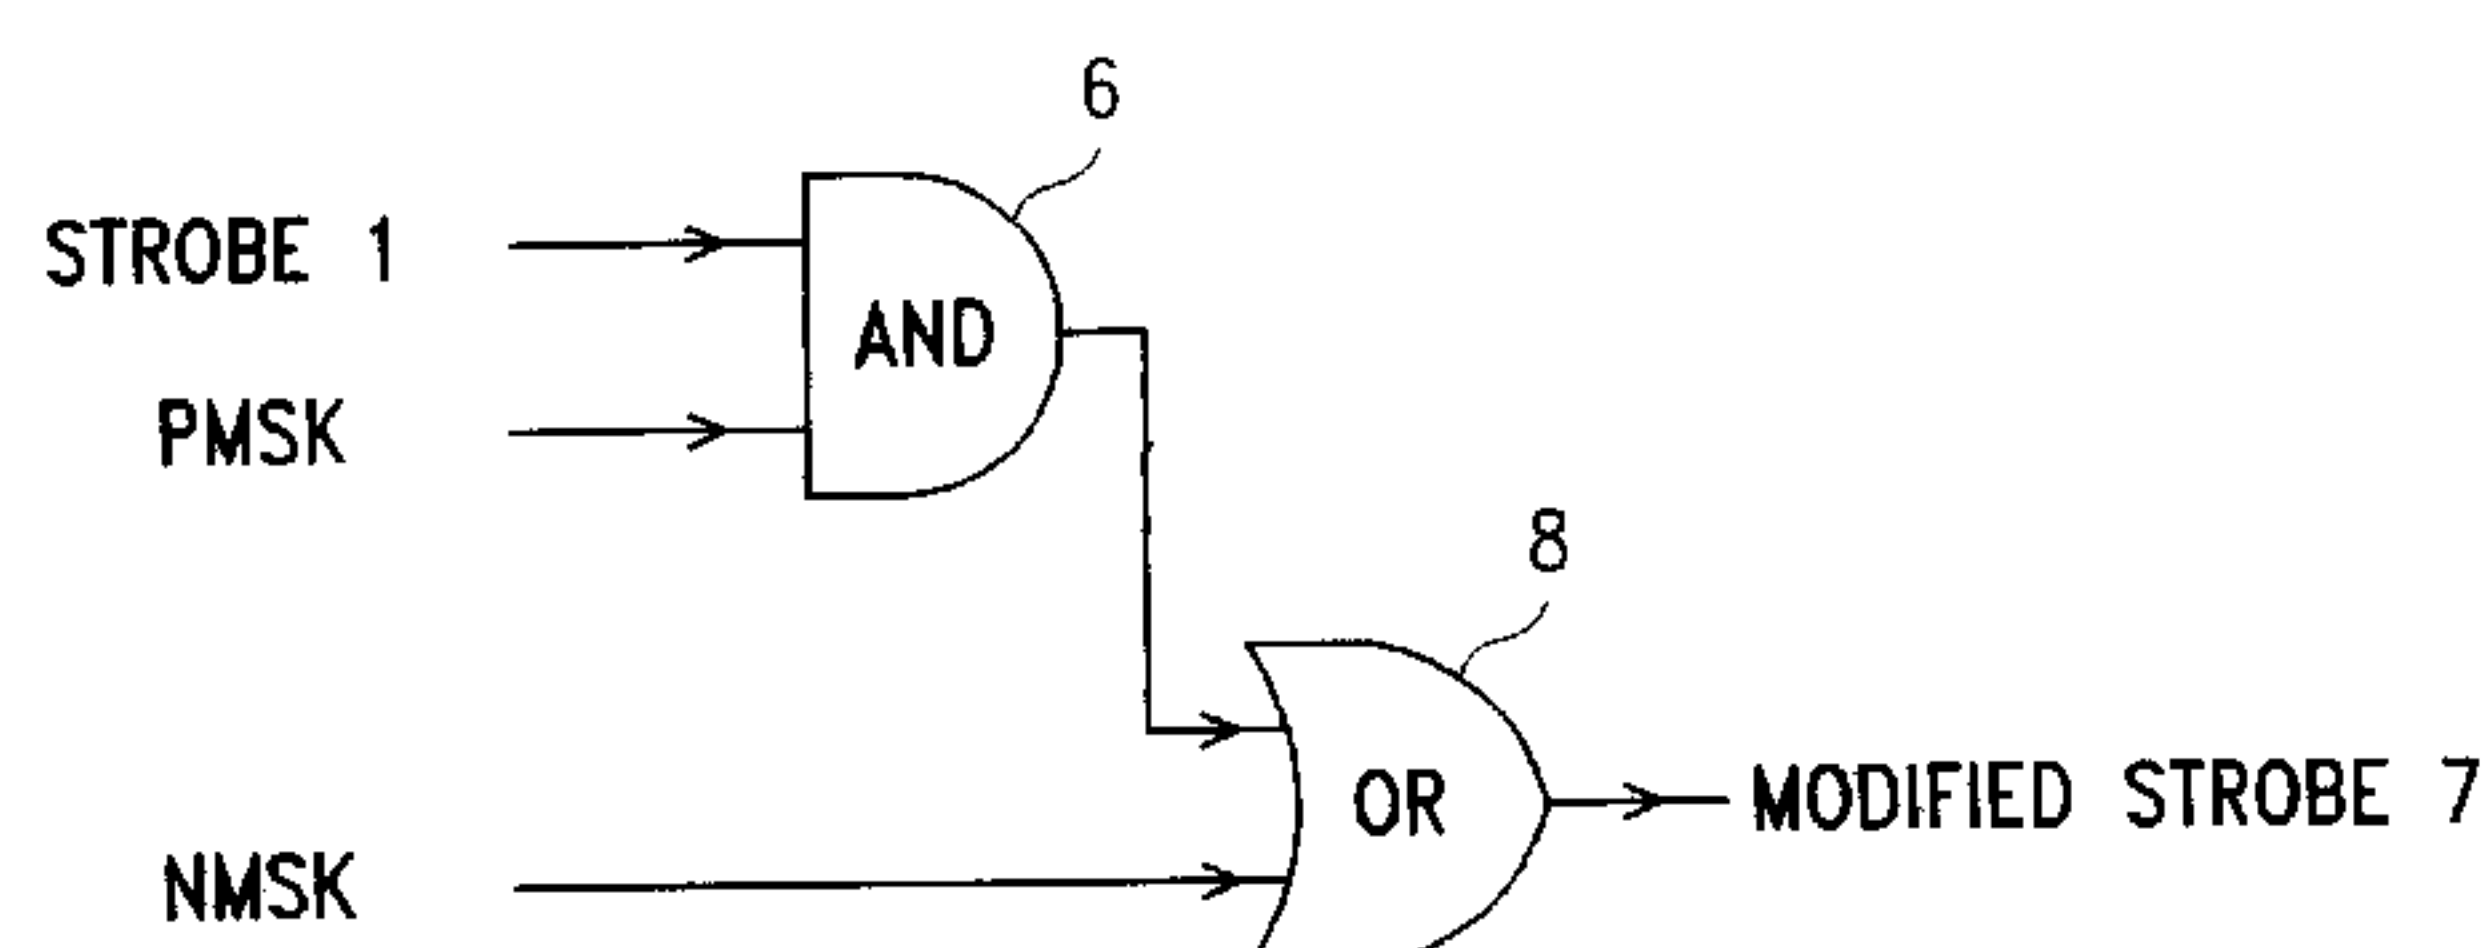 6
STROBE 1
AND
PMSK
8
OR
MODIFIED STROBE 7
NMSK